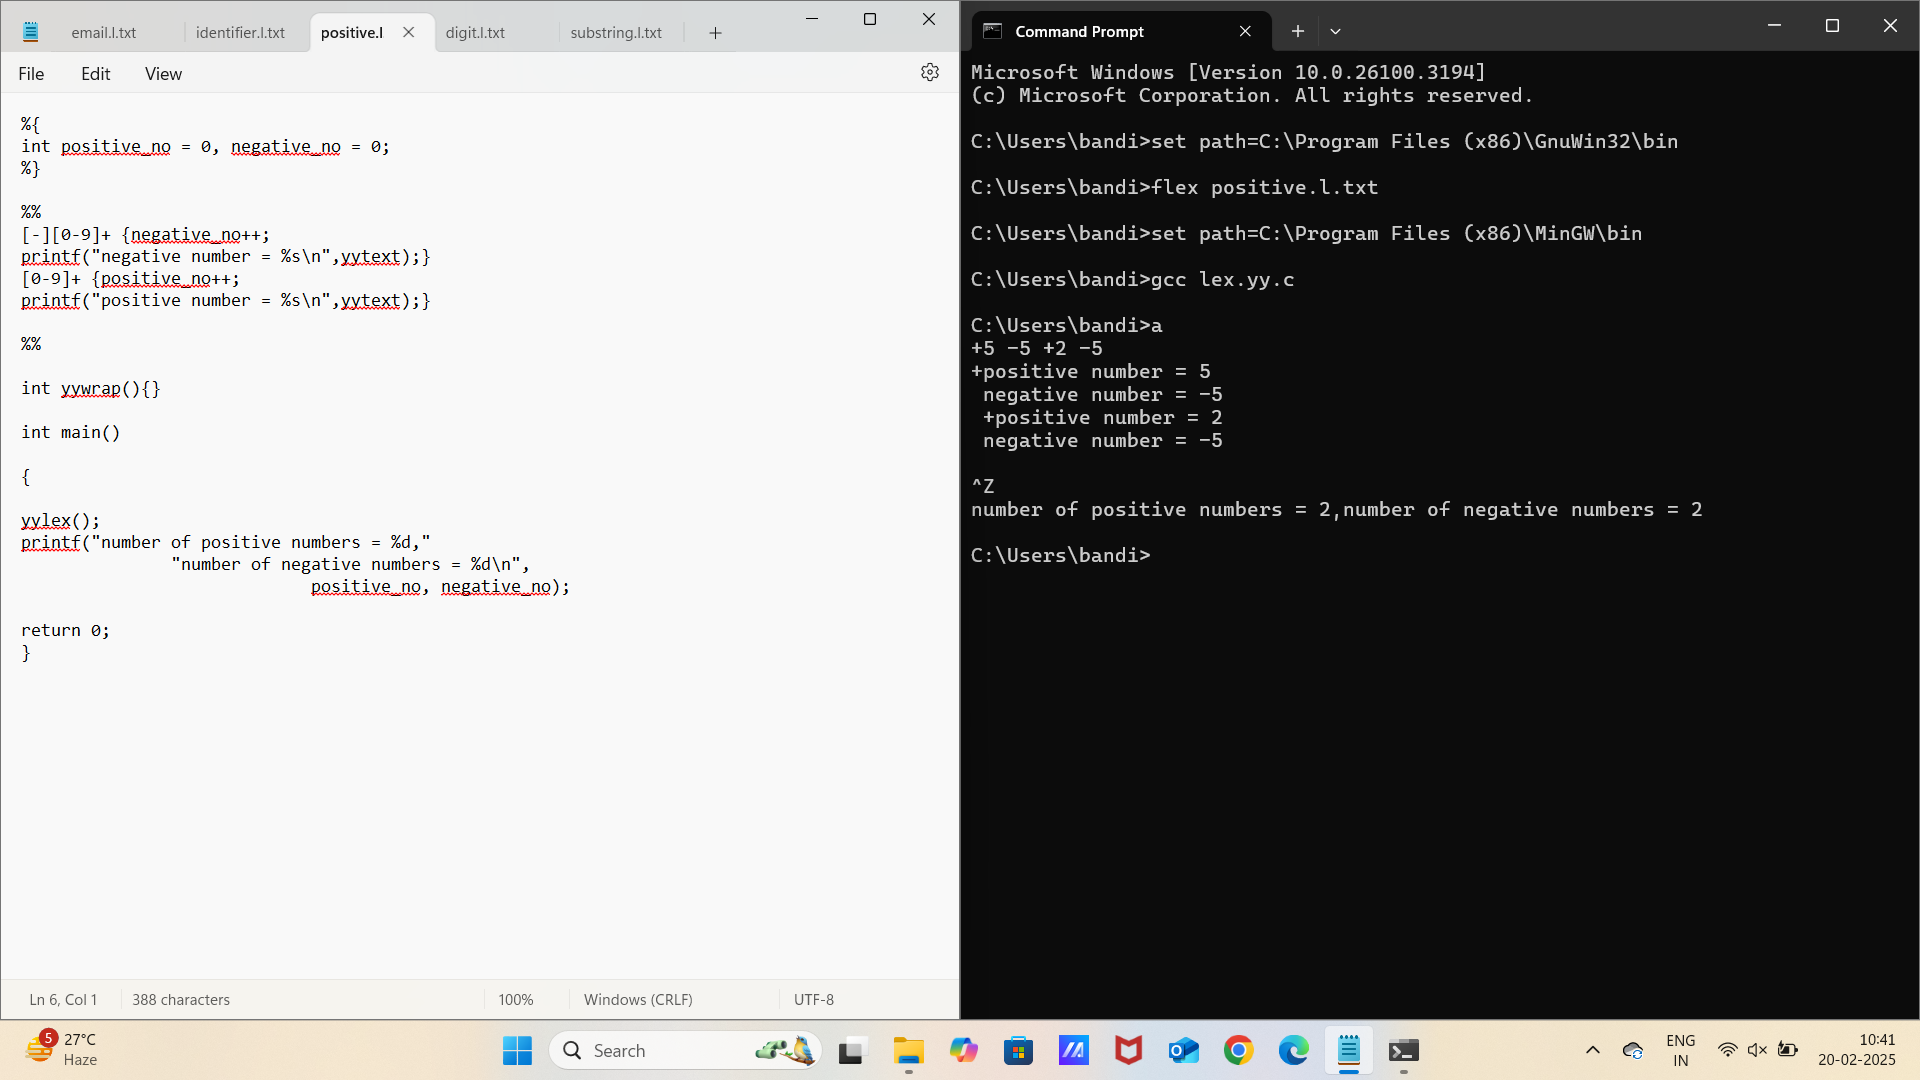 email.l.txt
identifier.l.txt
positive.l
digit.l.txt
substring.l.txt
File Edit View
%{
int positive_no = 0, negative_no = 0;
%}
%%
[-][0-9]+ {negative_no++;
printf("negative number = %s\n",yytext);}
[0-9]+ {positive_no++;
printf("positive number = %s\n",yytext);}
%%
int yywrap(){}
int main()
{
yylex();
printf("number of positive numbers = %d,"
"number of negative numbers = %d\n",
positive_no, negative_no);
return 0;
}
Ln 6, Col 1
388 characters
100%
Windows (CRLF)
UTF-8
Command Prompt
Microsoft Windows [Version 10.0.26100.3194]
(c) Microsoft Corporation. All rights reserved.
C:\Users\bandi>set path=C:\Program Files (x86)\GnuWin32\bin
C:\Users\bandi>flex positive.l.txt
C:\Users\bandi>set path=C:\Program Files (x86)\MinGW\bin
C:\Users\bandi>gcc lex.yy.c
C:\Users\bandi>a
+5 -5 +2 -5
+positive number = 5
negative number = -5
+positive number = 2
negative number = -5
^Z
number of positive numbers = 2,number of negative numbers = 2
C:\Users\bandi>
5
27°C
Haze
Search
ENG
IN
10:41
20-02-2025